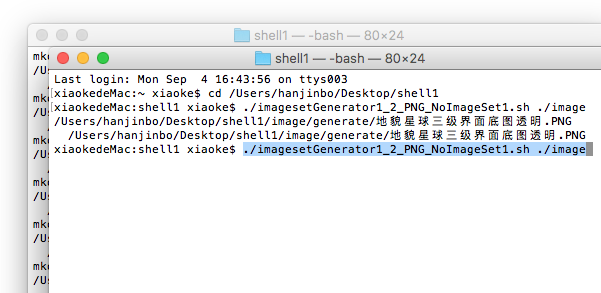 shell1 — -bash — 80×24
shell1 — -bash — 80×24
Last login: Mon Sep  4 16:43:56 on ttys003
[xiaokedeMac:~ xiaoke$ cd /Users/hanjinbo/Desktop/shell1
[xiaokedeMac:shell1 xiaoke$ ./imagesetGenerator1_2_PNG_NoImageSet1.sh ./image
/Users/hanjinbo/Desktop/shell1/image/generate/地貌星球三级界面底图透明.PNG
  /Users/hanjinbo/Desktop/shell1/image/generate/地貌星球三级界面底图透明.PNG
xiaokedeMac:shell1 xiaoke$ ./imagesetGenerator1_2_PNG_NoImageSet1.sh ./image
mk
/U
mk
/Us
mk
/Us
mk
/Us
mk
/Us